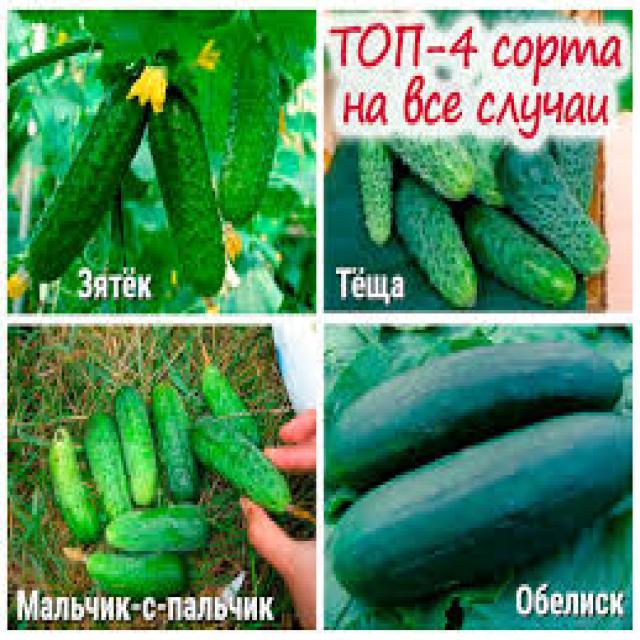 ТОП-4 сорта
на все случаи
Зятёк
Тёща
Мальчик-с-пальчик
Обелиск